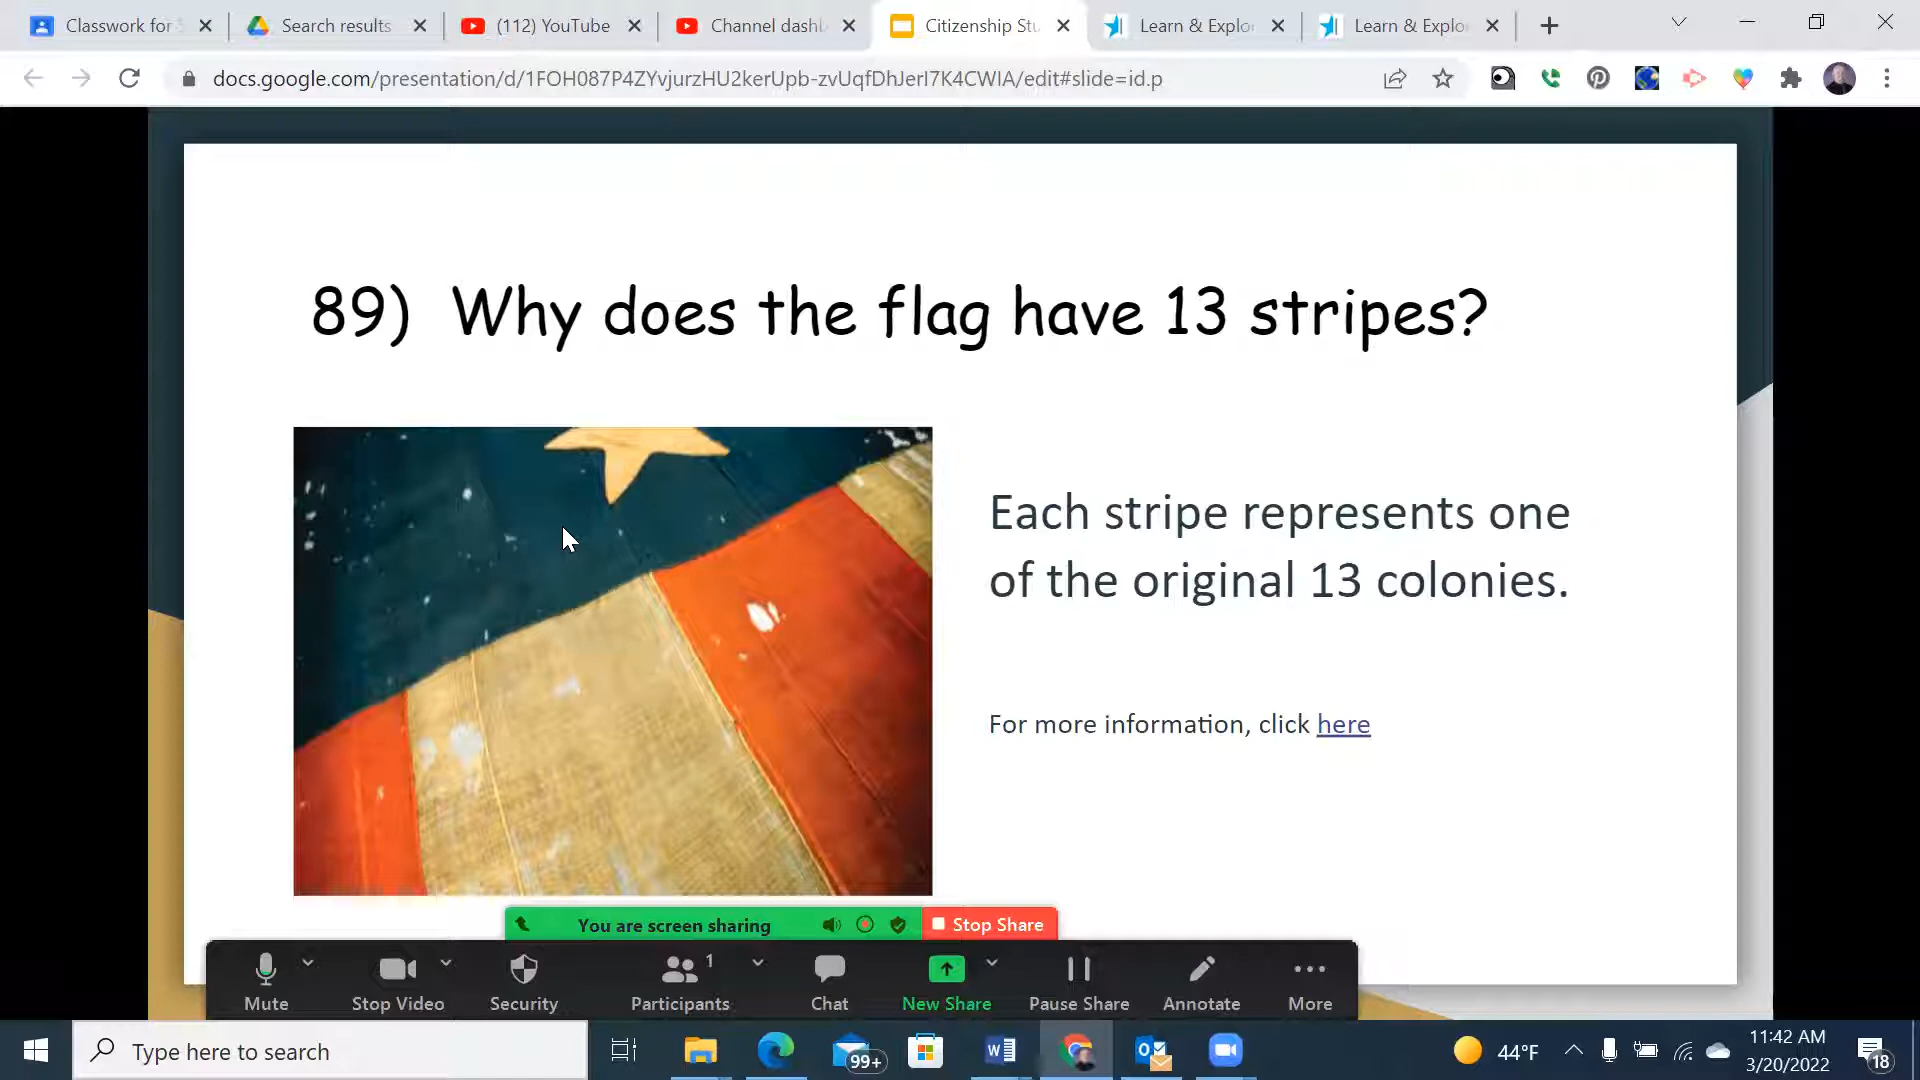 Classwork for S
Search results
(112) YouTube
Channel dashb
Citizenship Stu
Learn & Explor
Learn & Explor
docs.google.com/presentation/d/1FOH087P4ZYvjurzHU2kerUpb-zvUqfDhJerI7K4CWIA/edit#slide=id.p
89) Why does the flag have 13 stripes?
Each stripe represents one
of the original 13 colonies.
For more information, click here
You are screen sharing
Stop Share
Mute
Stop Video
Security
Participants 1
Chat
New Share
Pause Share
Annotate
More
Type here to search
99+
44°F
11:42 AM
3/20/2022
18